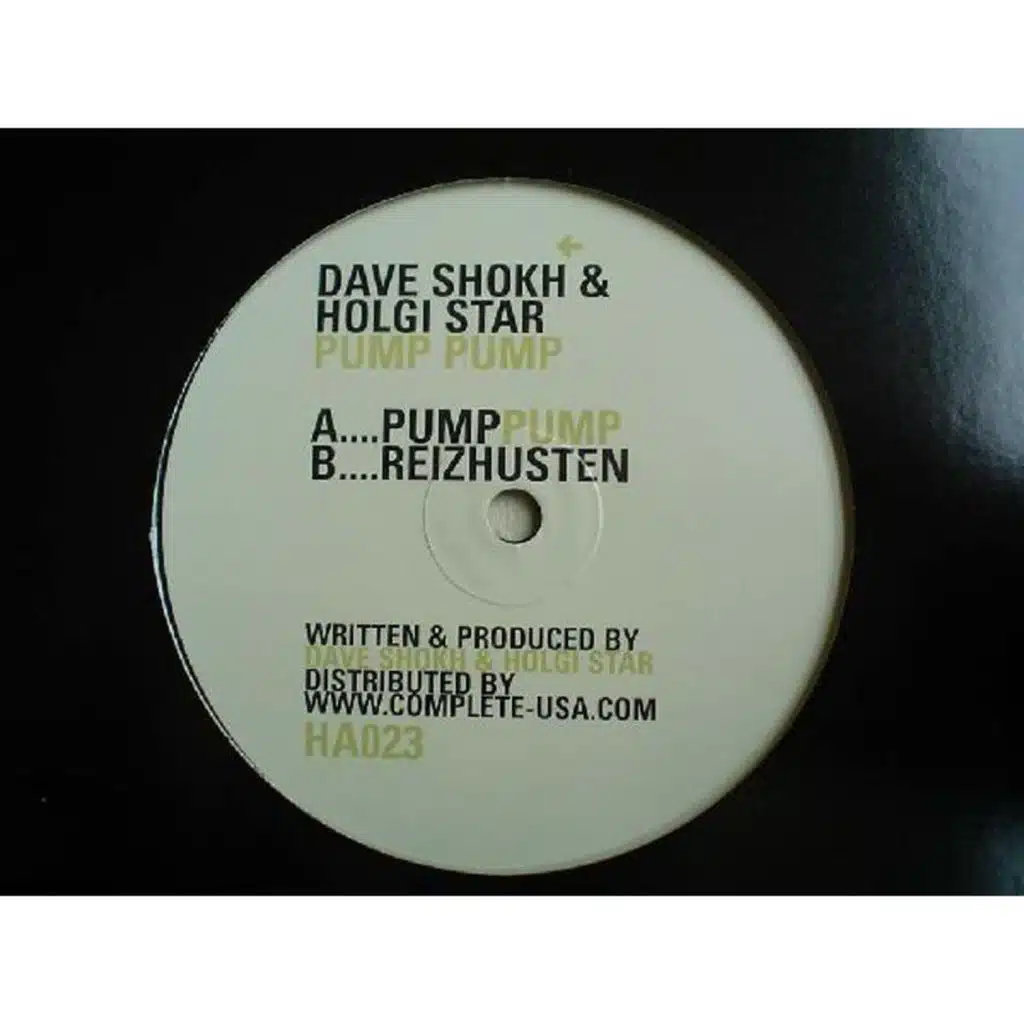 DAVE SHOKH &
HOLGI STAR
PUMP PUMP
A....PUMPPUMP
B....REIZHUSTEN
WRITTEN & PRODUCED BY
DAVE SHOKH & HOLGI STAR
DISTRIBUTED BY
WWW.COMPLETE-USA.COM
HA023